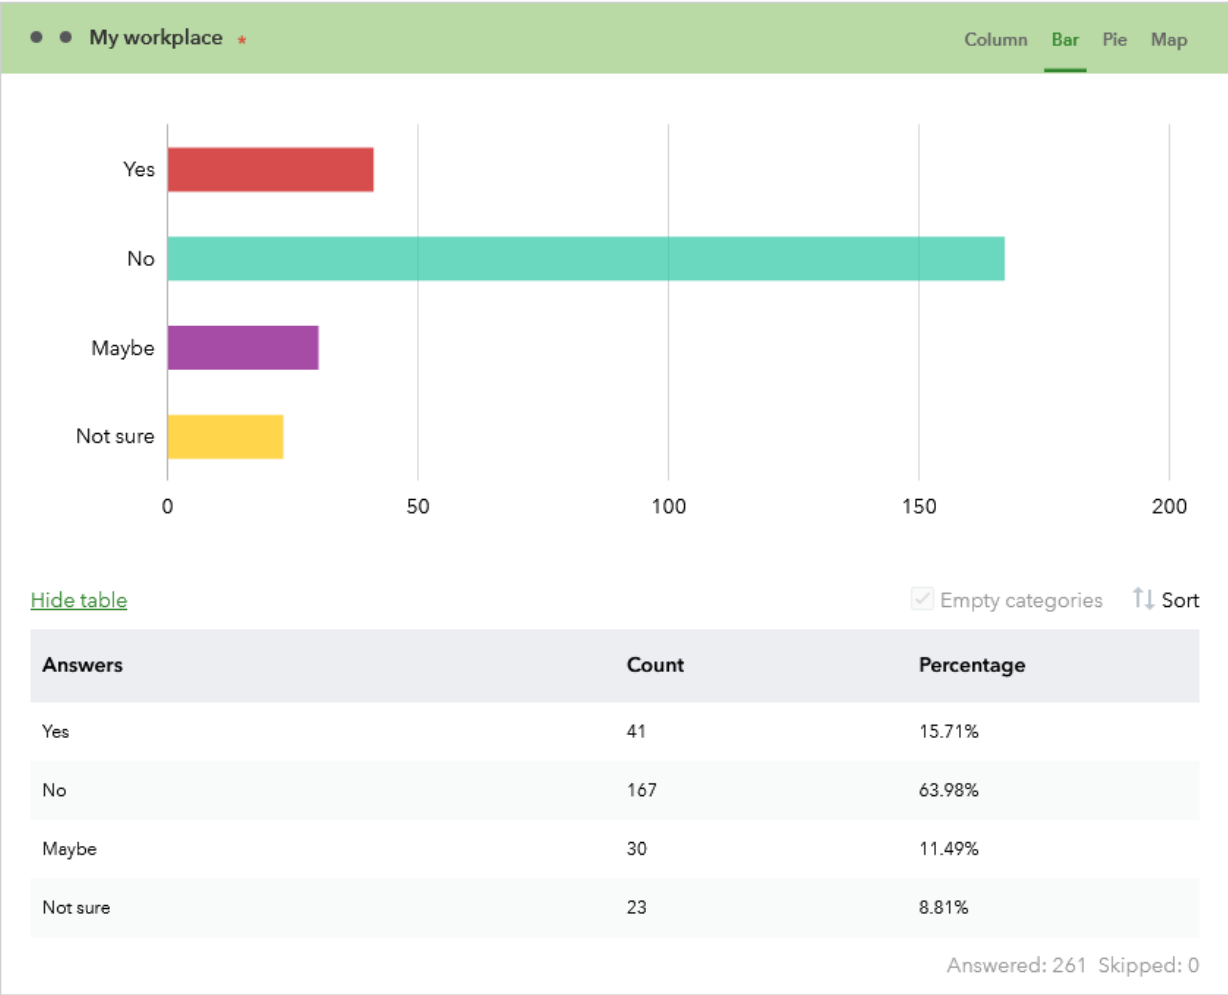 My workplace *
Column Bar Pie Map
Yes
No
Maybe
Not sure
0 50 100 150 200
Hide table
Empty categories Sort
Answers Count Percentage
Yes 41 15.71%
No 167 63.98%
Maybe 30 11.49%
Not sure 23 8.81%
Answered: 261 Skipped: 0